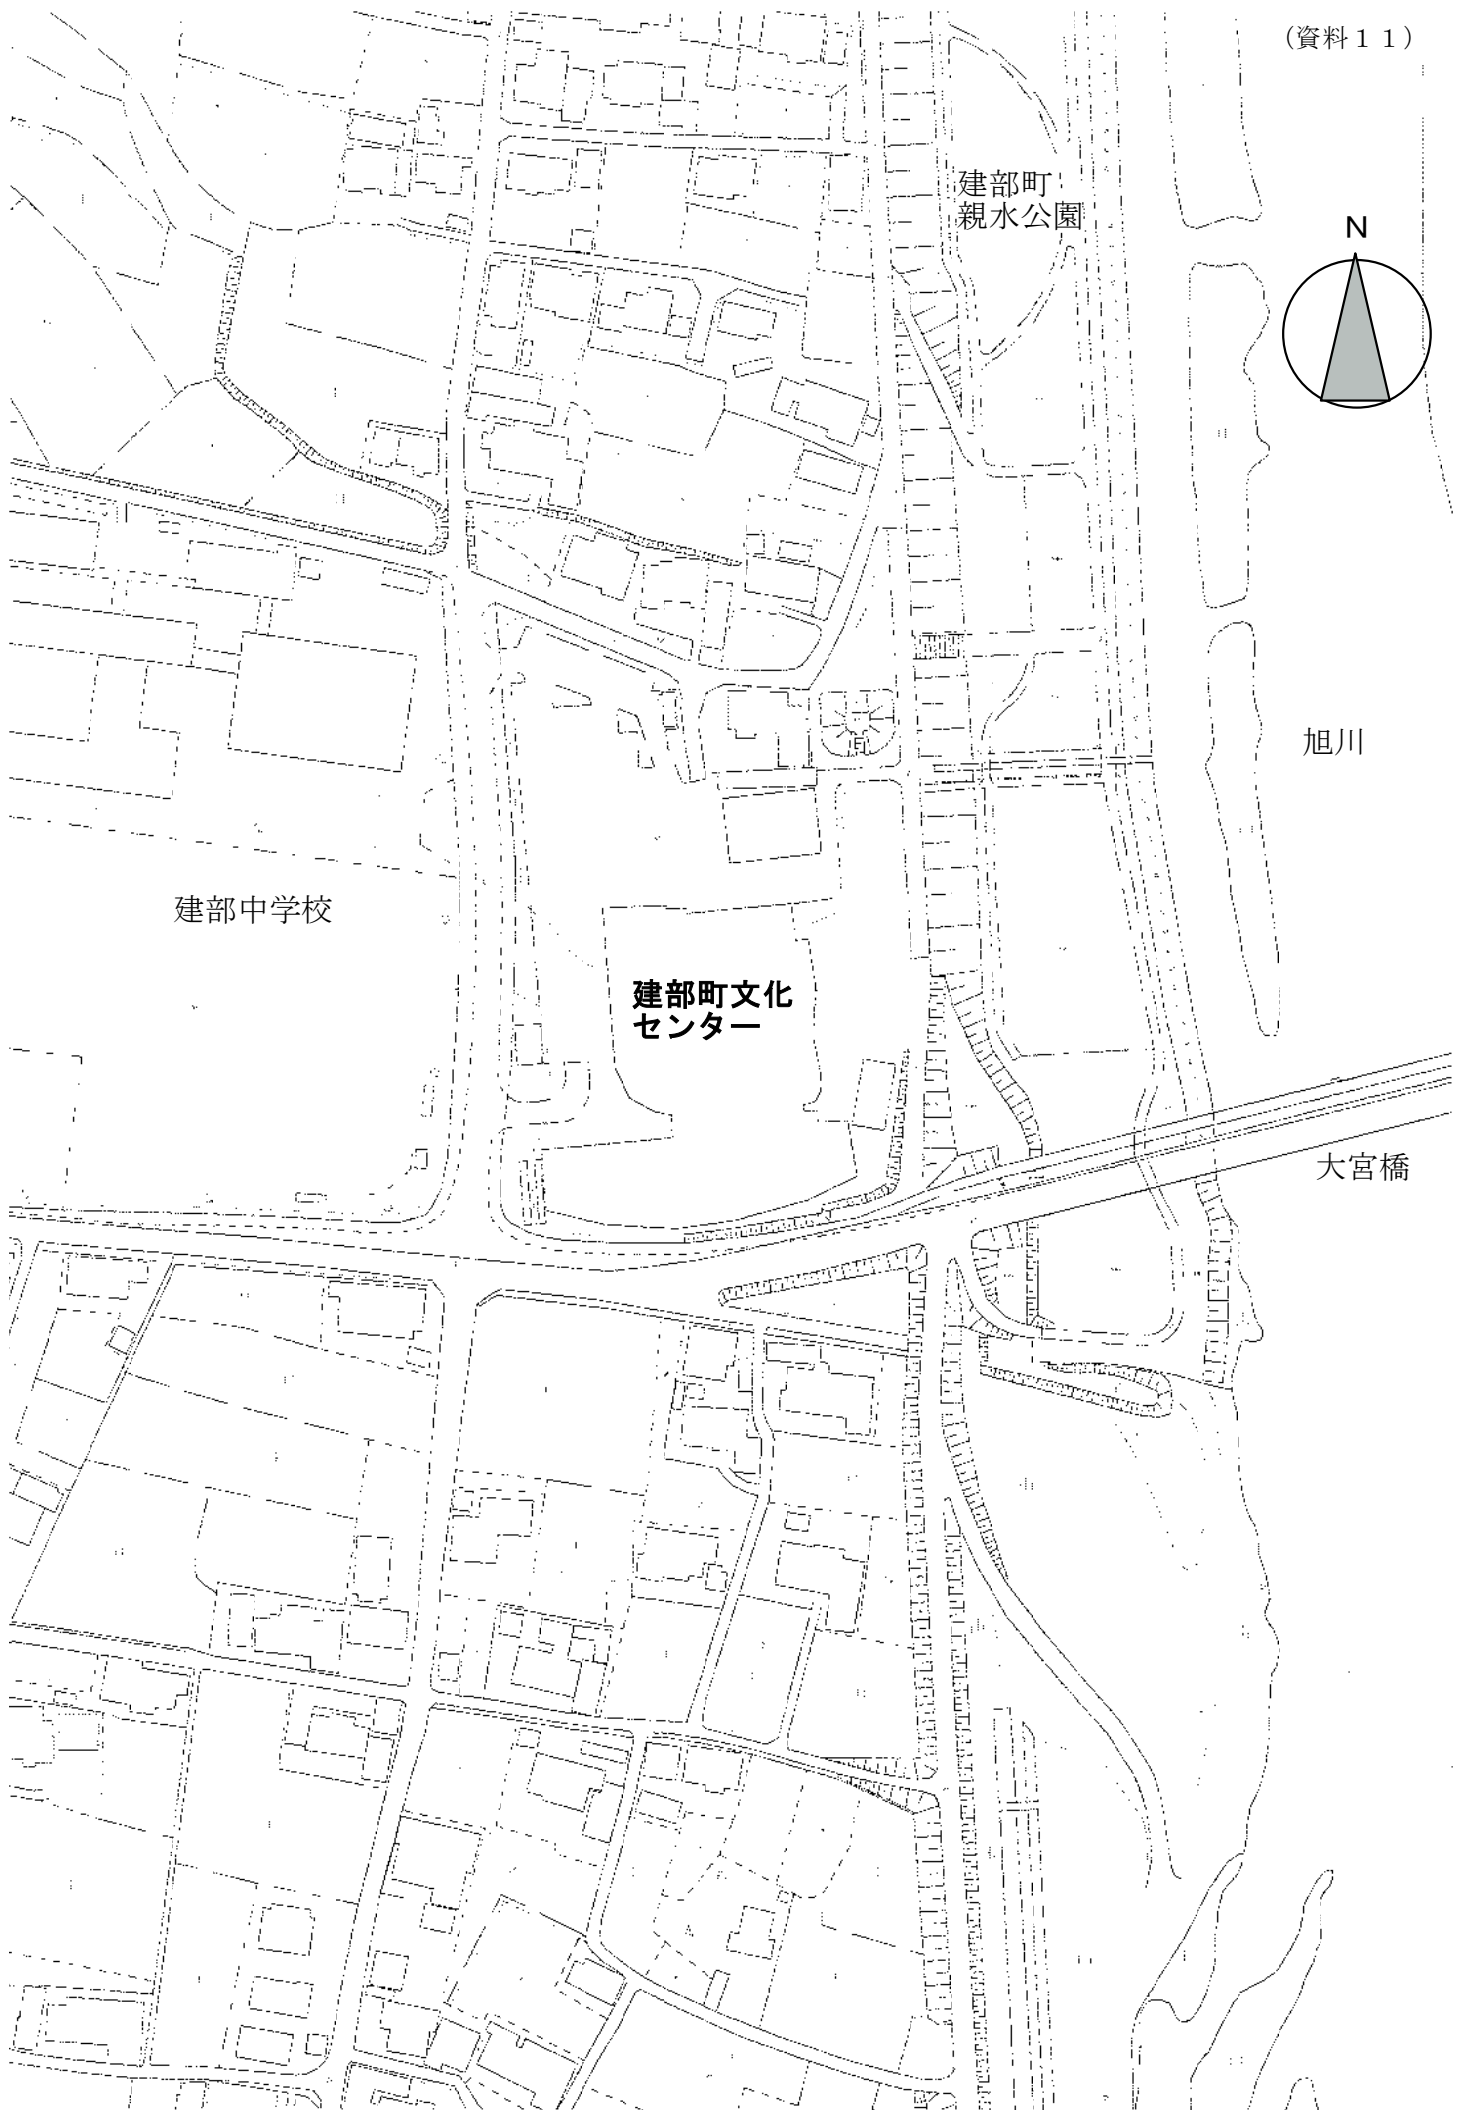 (資料11)
建部町
親水公園
N
旭川
建部中学校
建部町文化
センター
大宮橋